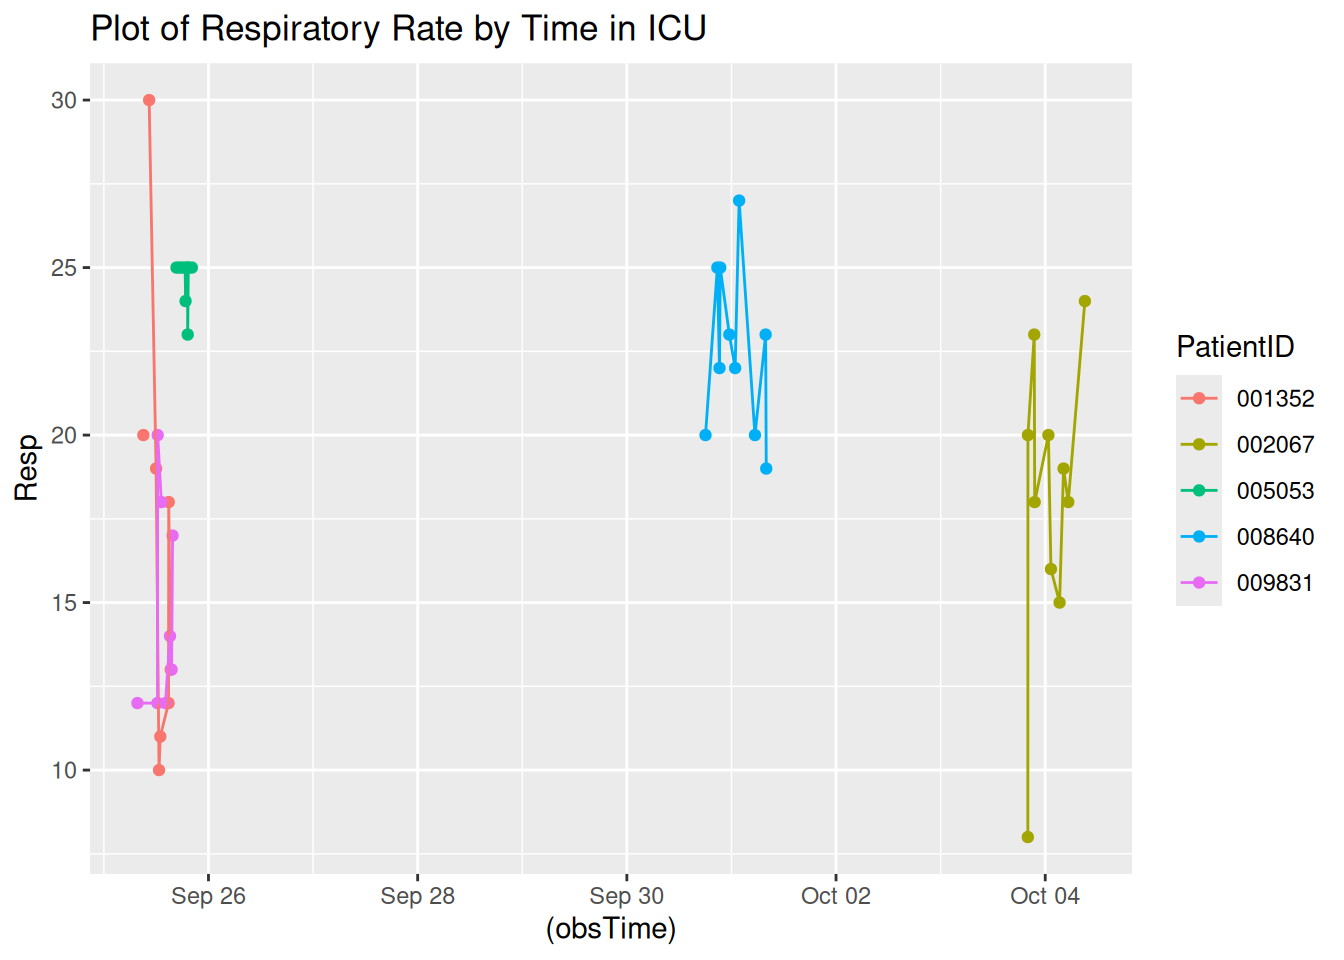 Plot of Respiratory Rate by Time in ICU
30
25
20
15
10
Resp
Sep 26
Sep 28
Sep 30
Oct 02
Oct 04
(obsTime)
PatientID
001352
002067
005053
008640
009831